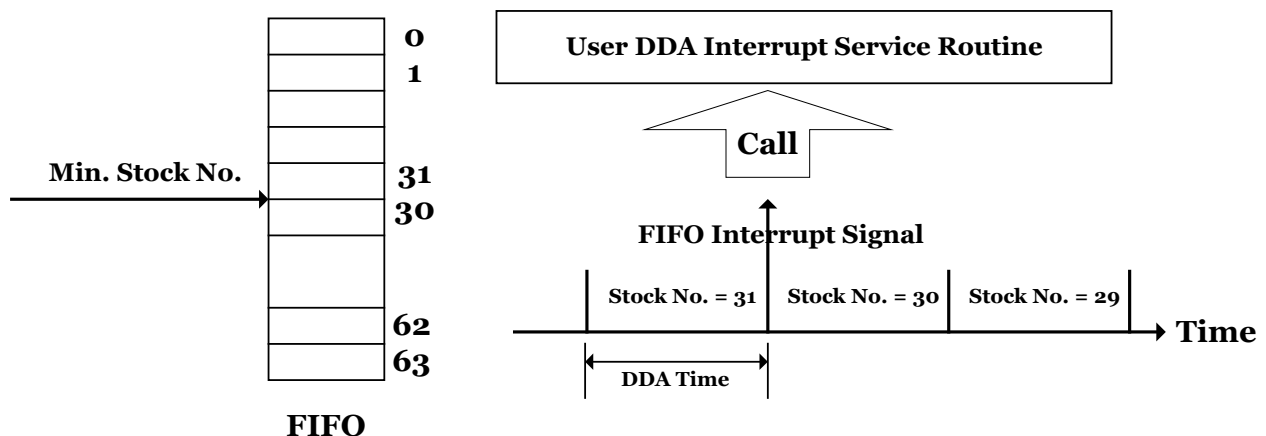 0
1
Min. Stock No.
31
30
62
63
FIFO
User DDA Interrupt Service Routine
Call
FIFO Interrupt Signal
Stock No. = 31
Stock No. = 30
Stock No. = 29
Time
DDA Time